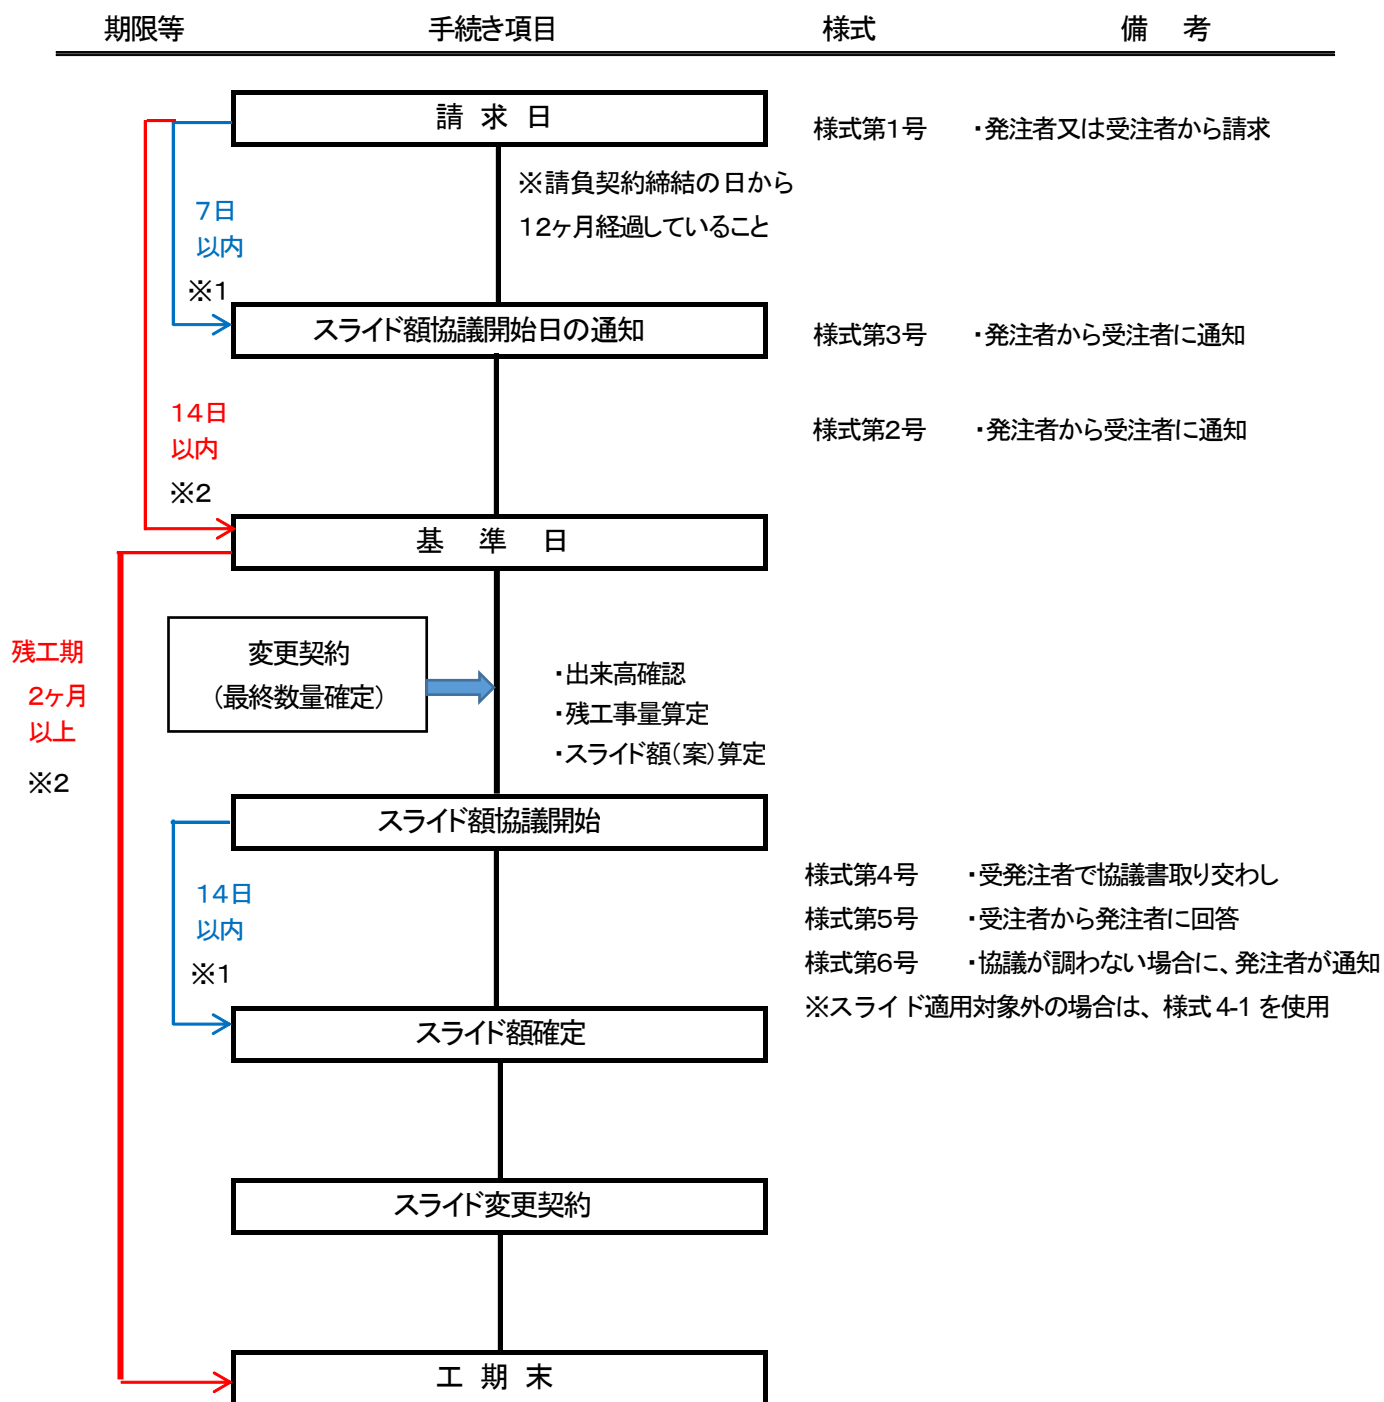 期限等 手続き項目 様式 備 考
請 求 日
様式第1号 ・発注者又は受注者から請求
※請負契約締結の日から
12ヶ月経過していること
7日
以内
※1
スライド額協議開始日の通知
様式第3号 ・発注者から受注者に通知
14日
以内
※2
様式第2号 ・発注者から受注者に通知
基 準 日
残工期
2ヶ月
以上
※2
変更契約
（最終数量確定）
・出来高確認
・残工事量算定
・スライド額（案）算定
スライド額協議開始
14日
以内
※1
様式第4号 ・受発注者で協議書取り交わし
様式第5号 ・受注者から発注者に回答
様式第6号 ・協議が調わない場合に、発注者が通知
※スライド適用対象外の場合は、様式 4-1 を使用
スライド額確定
スライド変更契約
工 期 末